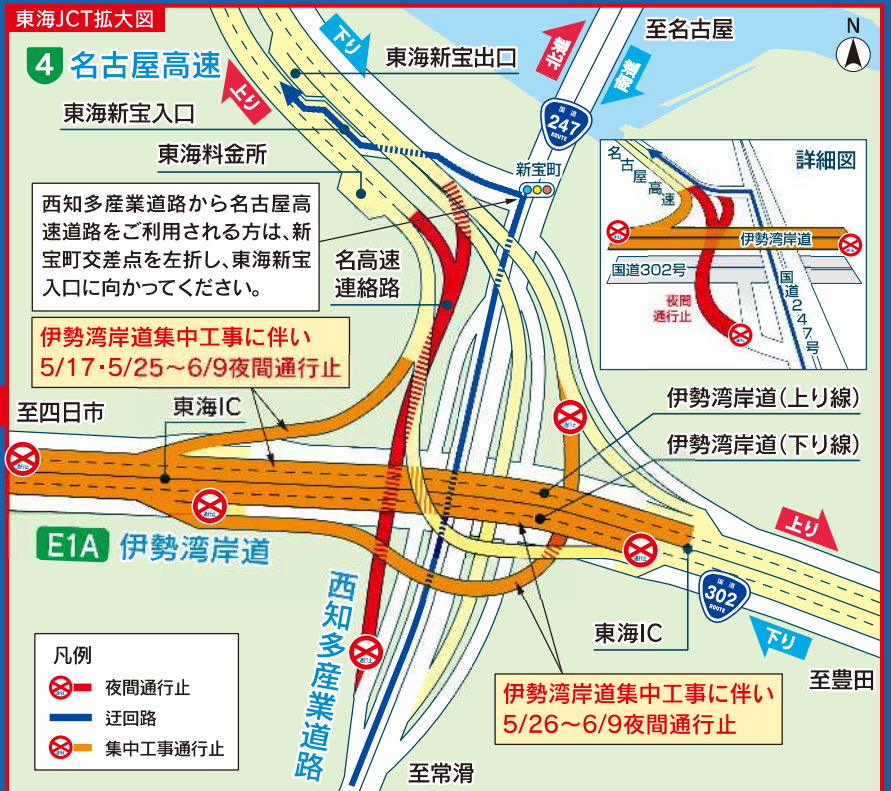 東海JCT拡大図
4 名古屋高速
下り
東海新宝出口
北進
至名古屋
N
上り
南進
東海新宝入口
国道
247
ROUTE
東海料金所
新宝町
西知多産業道路から名古屋高
速道路をご利用される方は、新
宝町交差点を左折し、東海新宝
入口に向かってください。
名高速
連絡路
詳細図
名古屋高速
伊勢湾岸道
国道302号
国道247号
夜間
通行止
伊勢湾岸道集中工事に伴い
5/17・5/25～6/9夜間通行止
至四日市
東海IC
伊勢湾岸道(上り線)
伊勢湾岸道(下り線)
E1A 伊勢湾岸道
上り
国道
302
ROUTE
下り
東海IC
至豊田
西知多産業道路
伊勢湾岸道集中工事に伴い
5/26～6/9夜間通行止
凡例
夜間通行止
迂回路
集中工事通行止
至常滑